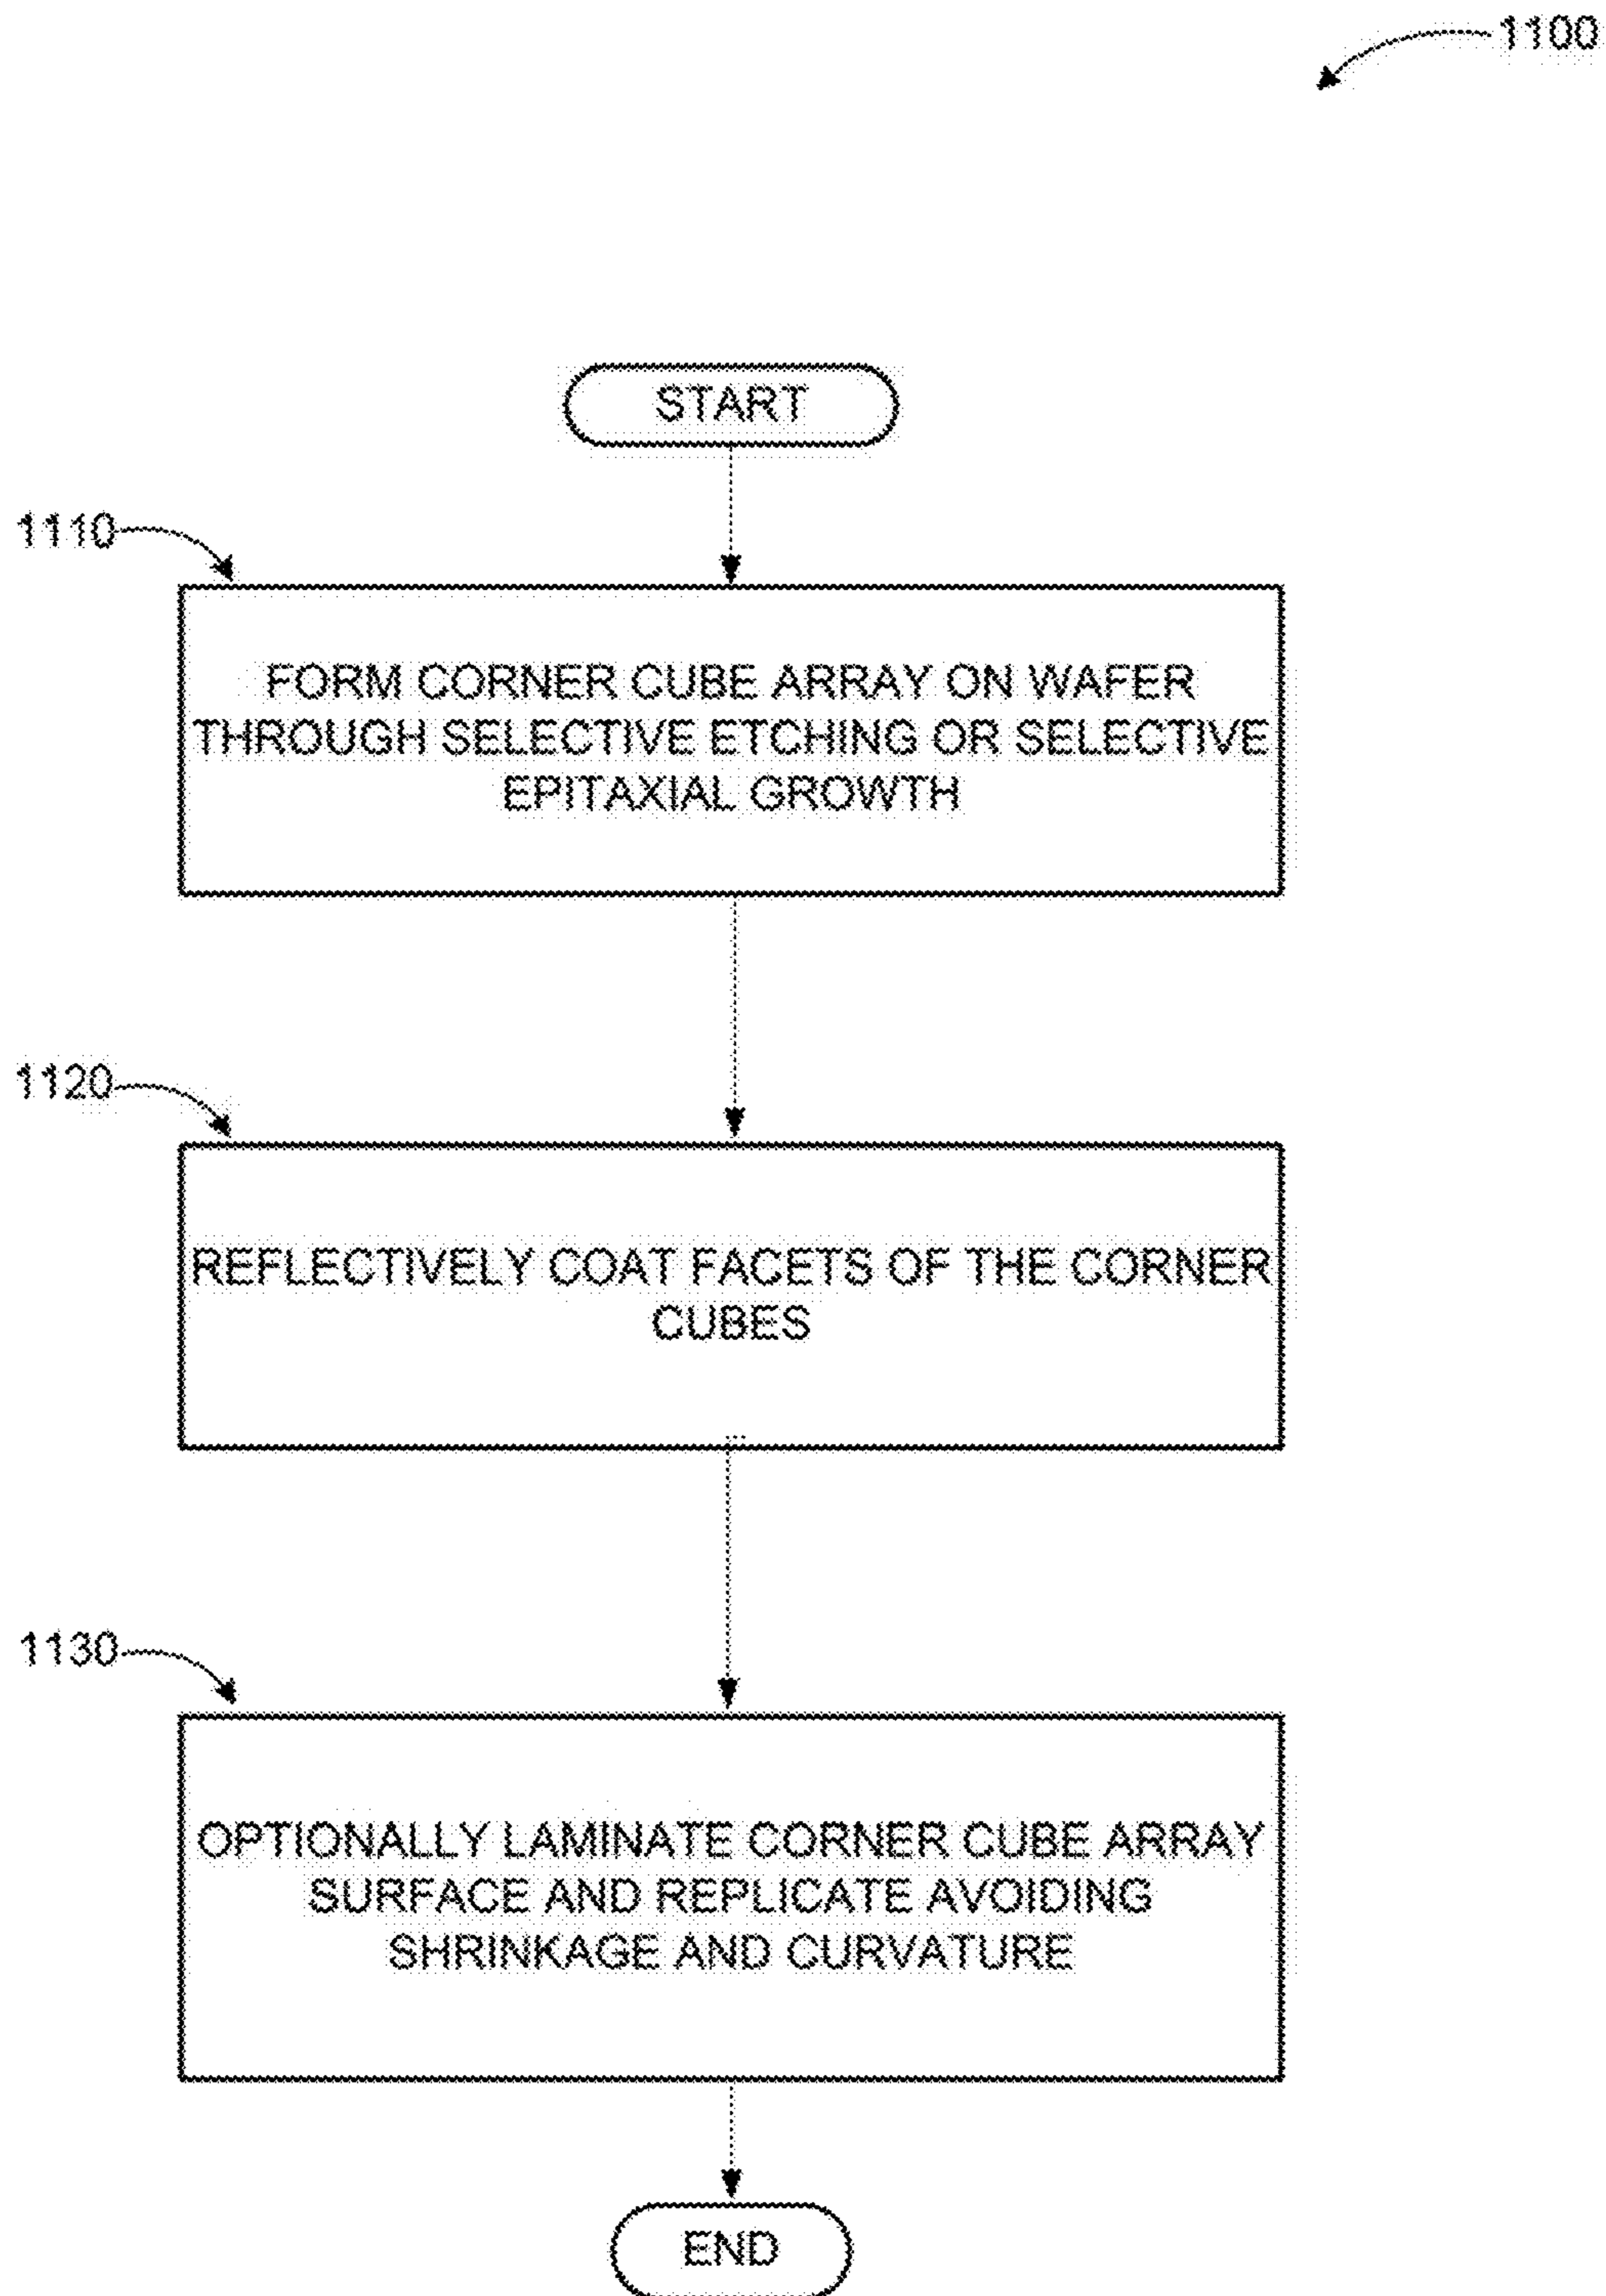 1100
START
1110
FORM CORNER CUBE ARRAY ON WAFER
THROUGH SELECTIVE ETCHING OR SELECTIVE
EPITAXIAL GROWTH
1120
REFLECTIVELY COAT FACETS OF THE CORNER
CUBES
1130
OPTIONALLY LAMINATE CORNER CUBE ARRAY
SURFACE AND REPLICATE AVOIDING
SHRINKAGE AND CURVATURE
END